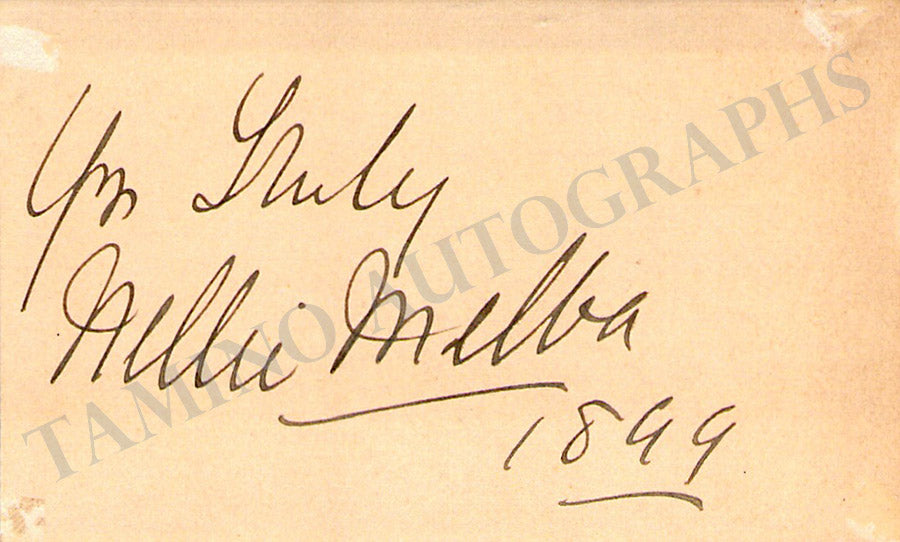 Yrs Truly
Nellie Melba
1899
TAMINO AUTOGRAPHS